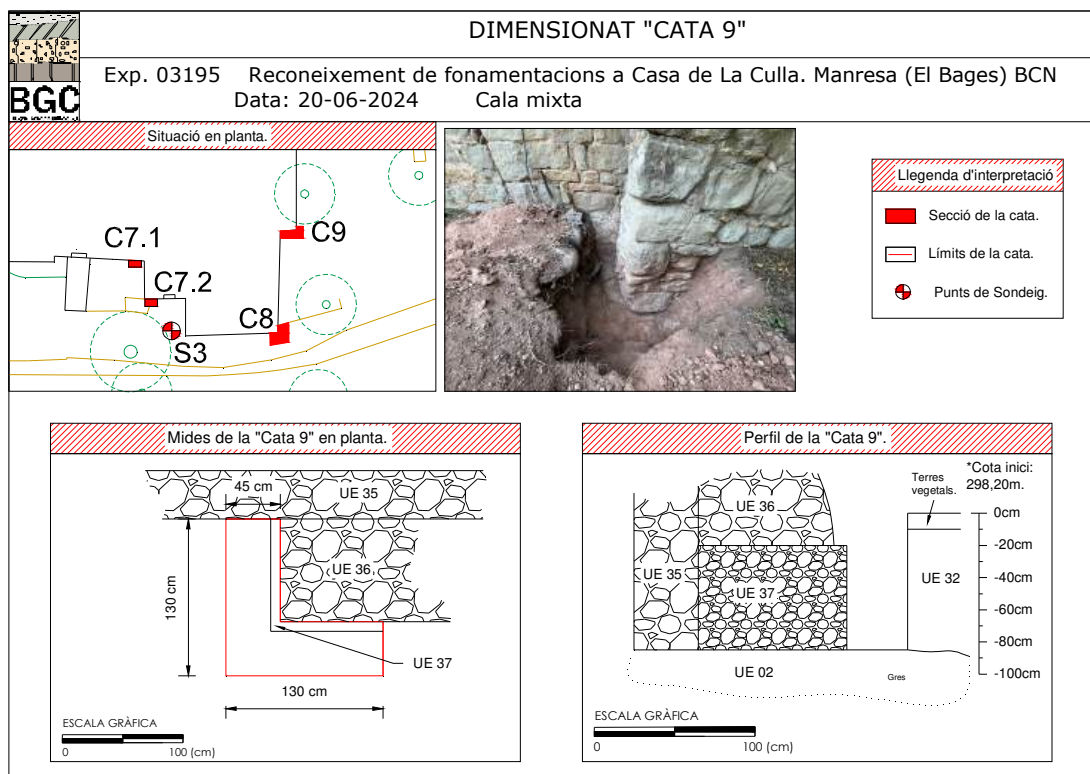 DIMENSIONAT "CATA 9"
BGC
Exp. 03195 Reconeixement de fonamentacions a Casa de La Culla. Manresa (El Bages) BCN
Data: 20-06-2024 Cala mixta
Situació en planta.
C7.1
C9
C7.2
C8
S3
Llegenda d'interpretació
Secció de la cata.
Límits de la cata.
Punts de Sondeig.
Mides de la "Cata 9" en planta.
45 cm
UE 35
130 cm
UE 36
UE 37
130 cm
ESCALA GRÀFICA
0 100 (cm)
Perfil de la "Cata 9".
*Cota inici:
298,20m.
Terres
vegetals.
UE 36
0cm
-20cm
UE 35
UE 37
UE 32
-40cm
-60cm
-80cm
UE 02
Gres
-100cm
ESCALA GRÀFICA
0 100 (cm)